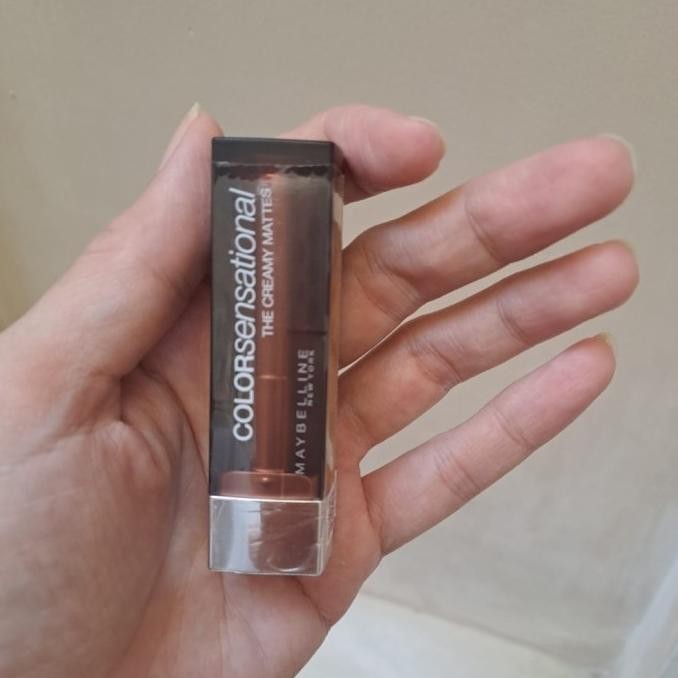 COLORsensational
THE CREAMY MATTES
MAYBELLINE
NEW YORK